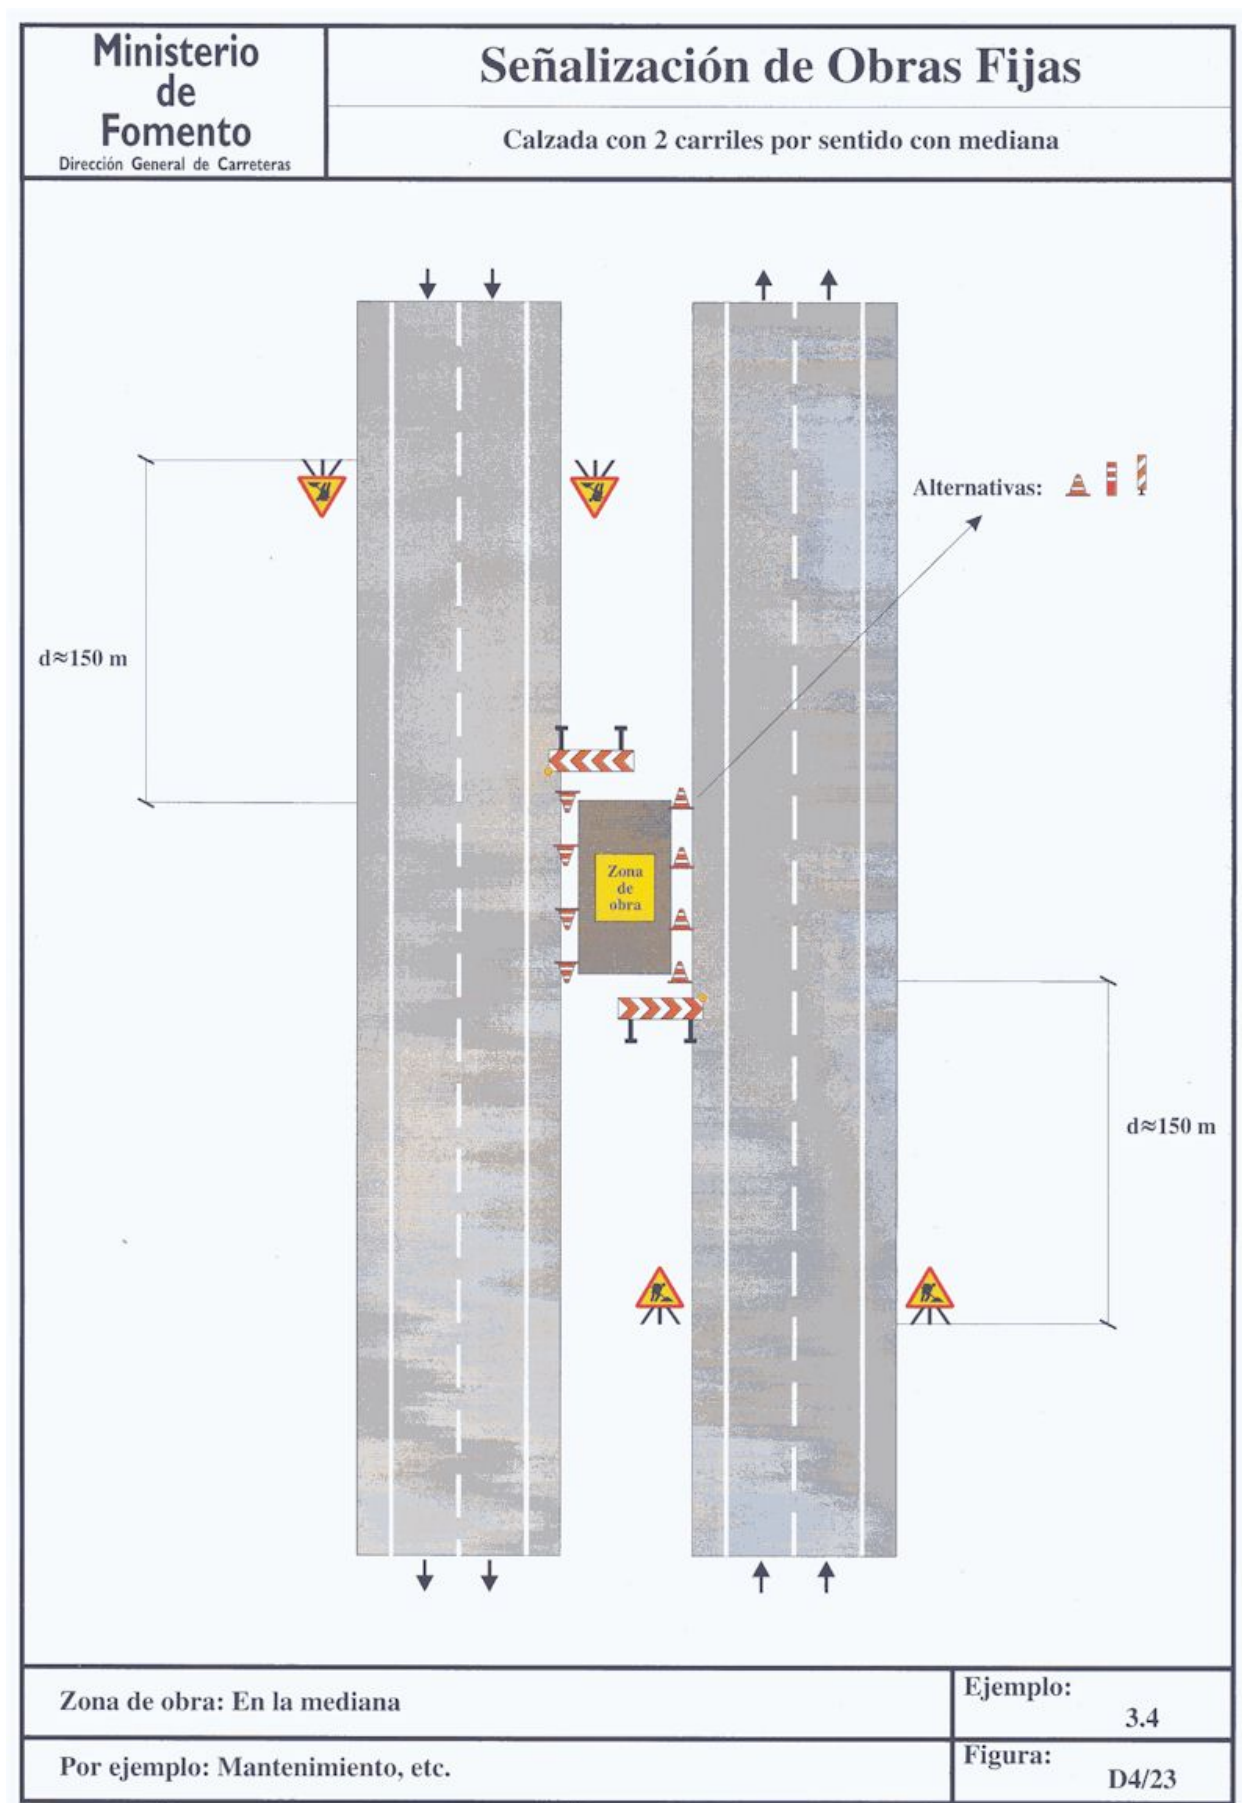 Ministerio
de
Fomento
Dirección General de Carreteras
Señalización de Obras Fijas
Calzada con 2 carriles por sentido con mediana
Alternativas:
d≈150 m
Zona
de
obra
d≈150 m
Zona de obra: En la mediana
Ejemplo:
3.4
Por ejemplo: Mantenimiento, etc.
Figura:
D4/23